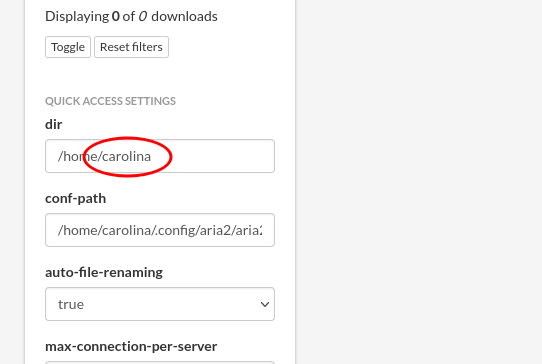 Displaying 0 of 0 downloads
Toggle Reset filters
QUICK ACCESS SETTINGS
dir
/home/carolina
conf-path
/home/carolina/.config/aria2/aria2
auto-file-renaming
true
max-connection-per-server